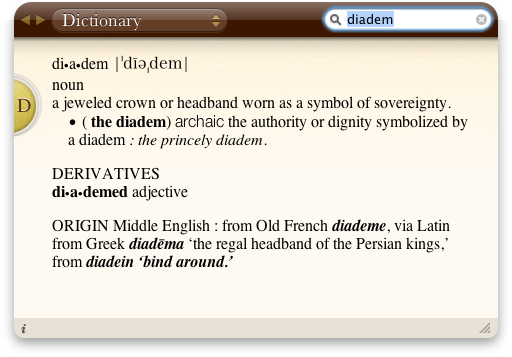 Dictionary
diadem
di•a•dem |ˈdīəˌdem|
noun
a jeweled crown or headband worn as a symbol of sovereignty.
• ( the diadem) archaic the authority or dignity symbolized by
a diadem : the princely diadem.
D
DERIVATIVES
di•a•demed adjective
ORIGIN Middle English : from Old French diademe, via Latin
from Greek diadēma ‘the regal headband of the Persian kings,’
from diadein ‘bind around.’
i